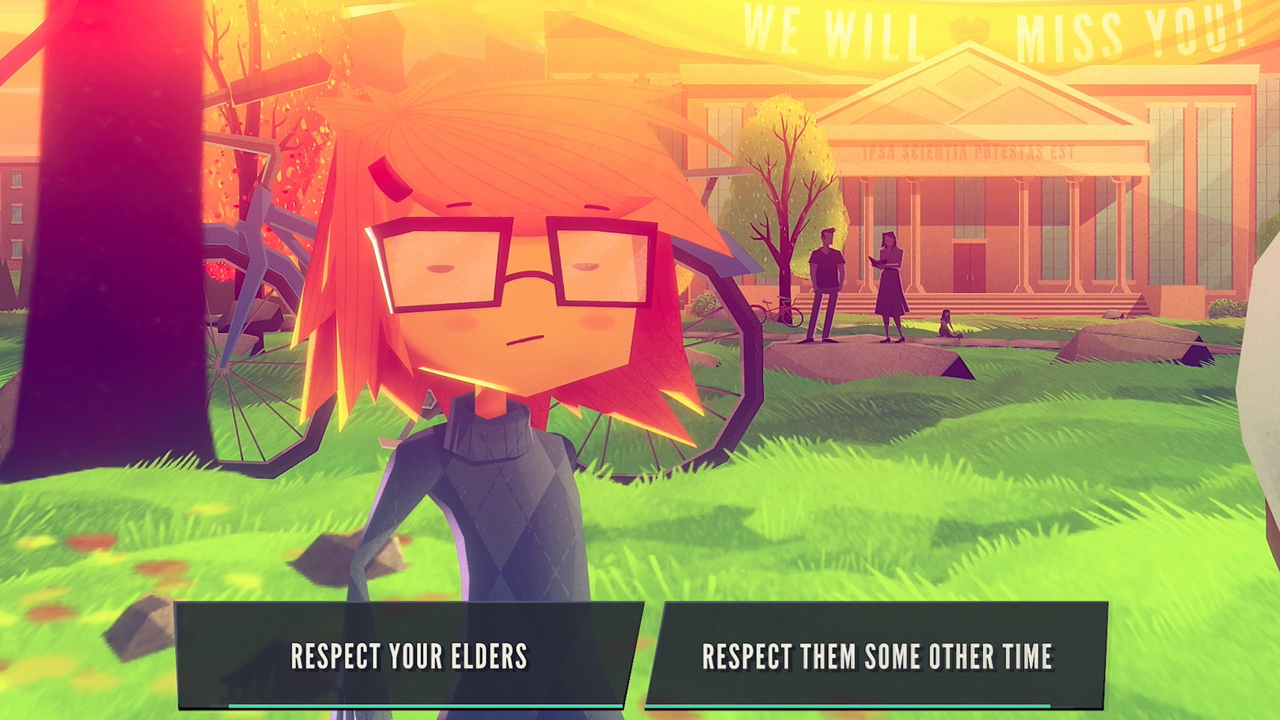 WE WILL MISS YOU!
IPSA SCIENTIA POTESTAS EST
RESPECT YOUR ELDERS
RESPECT THEM SOME OTHER TIME